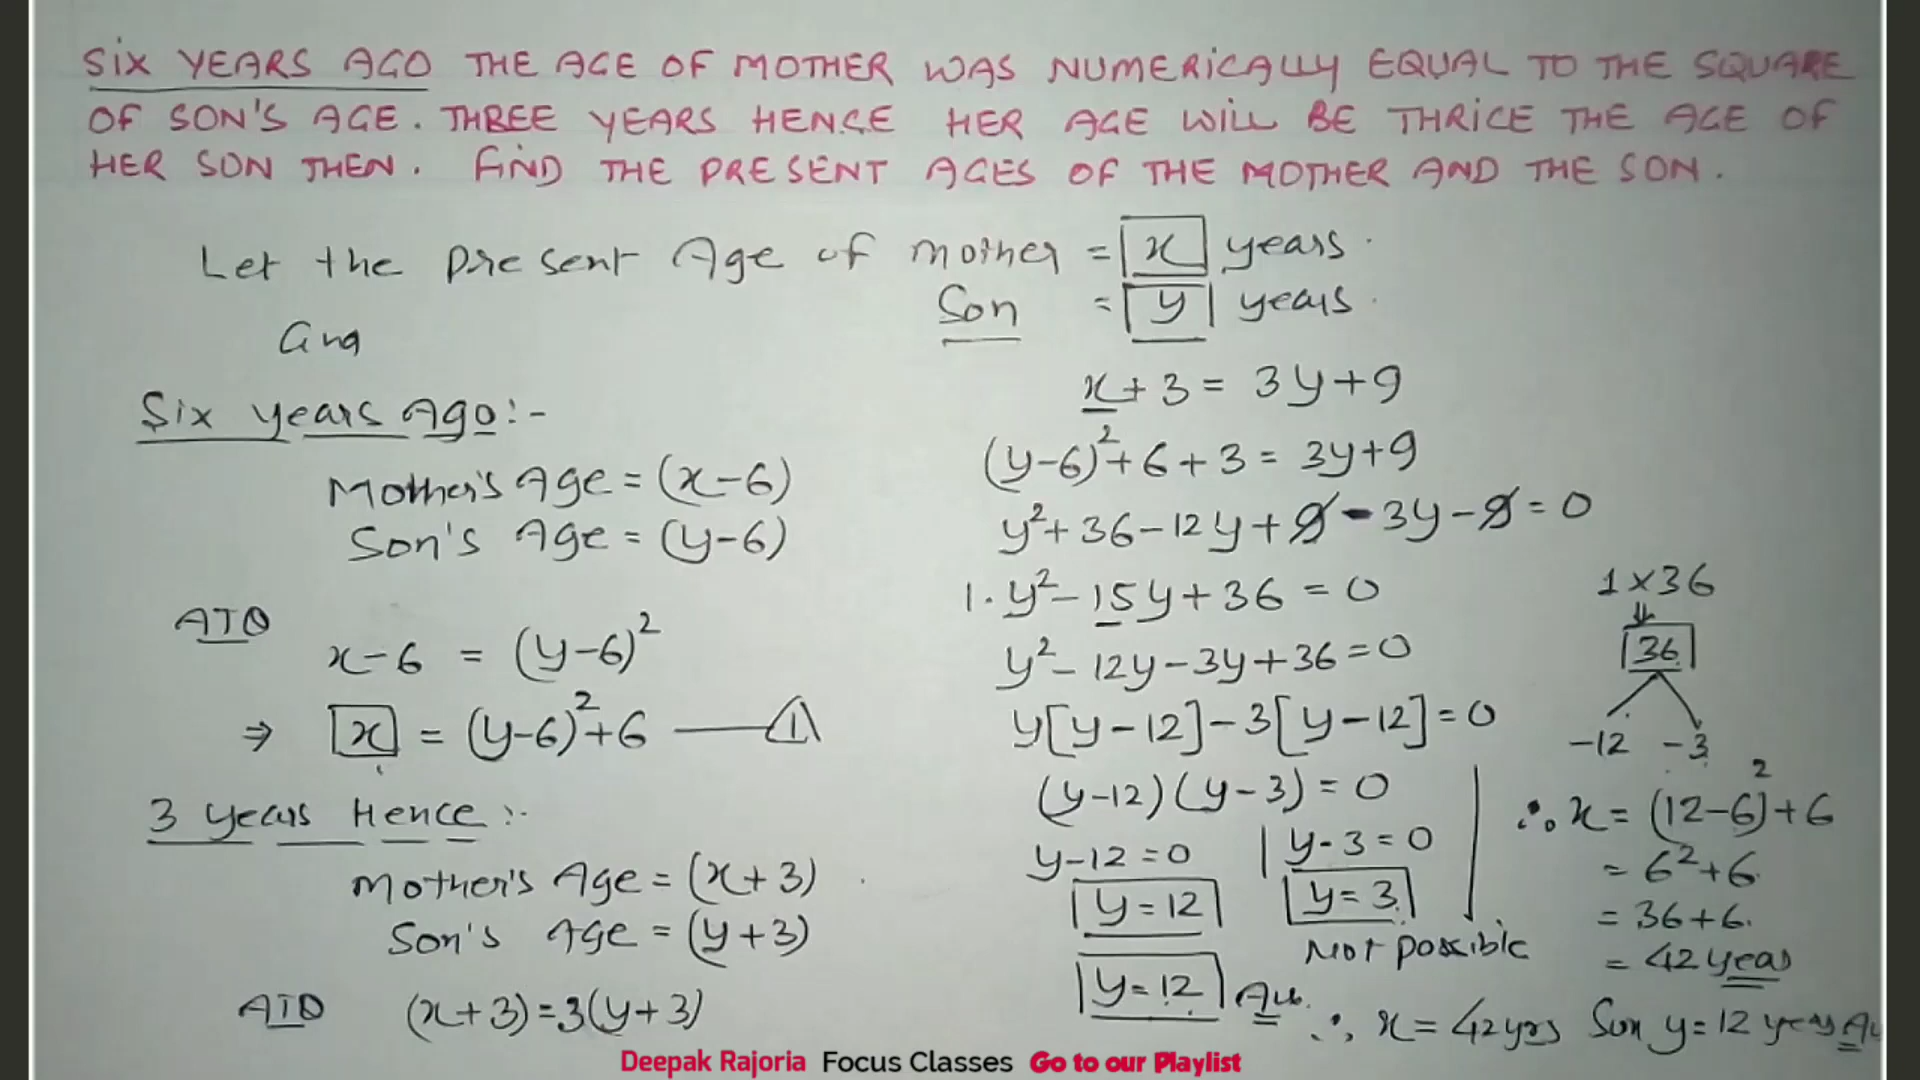 SIX YEARS AGO THE AGE OF MOTHER WAS NUMERICALLY EQUAL TO THE SQUARE
OF SON'S AGE. THREE YEARS HENCE HER AGE WILL BE THRICE THE AGE OF
HER SON THEN. FIND THE PRESENT AGES OF THE MOTHER AND THE SON.
Let the present Age of mother = x years.
Son = y years.
and
Six years Ago:-
Mother's Age = (x-6)
Son's Age = (y-6)
ATQ
x-6 = (y-6)²
⇒ x = (y-6)²+6 —— 1
3 years Hence :-
Mother's Age = (x+3)
Son's Age = (y+3)
ATQ (x+3)=3(y+3)
x+3 = 3y+9
(y-6)²+6+3 = 3y+9
y²+36-12y+9-3y-9=0
1.y²-15y+36=0
y²-12y-3y+36=0
y[y-12]-3[y-12]=0
(y-12)(y-3)=0
y-12=0 | y-3=0
y=12 y=3
Not possible
y=12 Ans.
1x36
⇓
36
-12 -3
∴ x = (12-6)²+6
= 6²+6
= 36+6.
= 42 years
∴ x = 42 yrs Son y=12 years
Deepak Rajoria Focus Classes Go to our Playlist